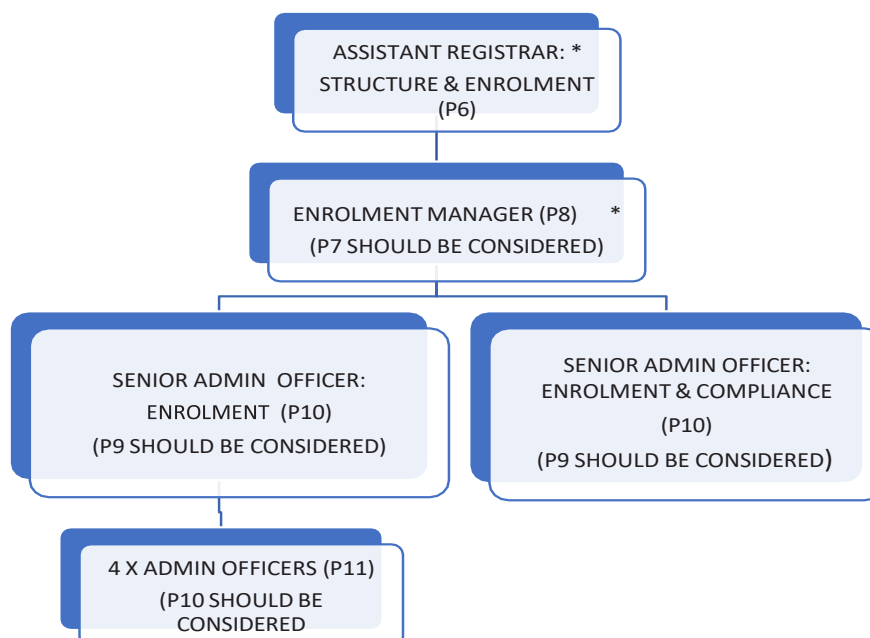 ASSISTANT REGISTRAR: *
STRUCTURE & ENROLMENT
(P6)
ENROLMENT MANAGER (P8) *
(P7 SHOULD BE CONSIDERED)
SENIOR ADMIN OFFICER:
ENROLMENT (P10)
(P9 SHOULD BE CONSIDERED)
SENIOR ADMIN OFFICER:
ENROLMENT & COMPLIANCE
(P10)
(P9 SHOULD BE CONSIDERED)
4 X ADMIN OFFICERS (P11)
(P10 SHOULD BE
CONSIDERED